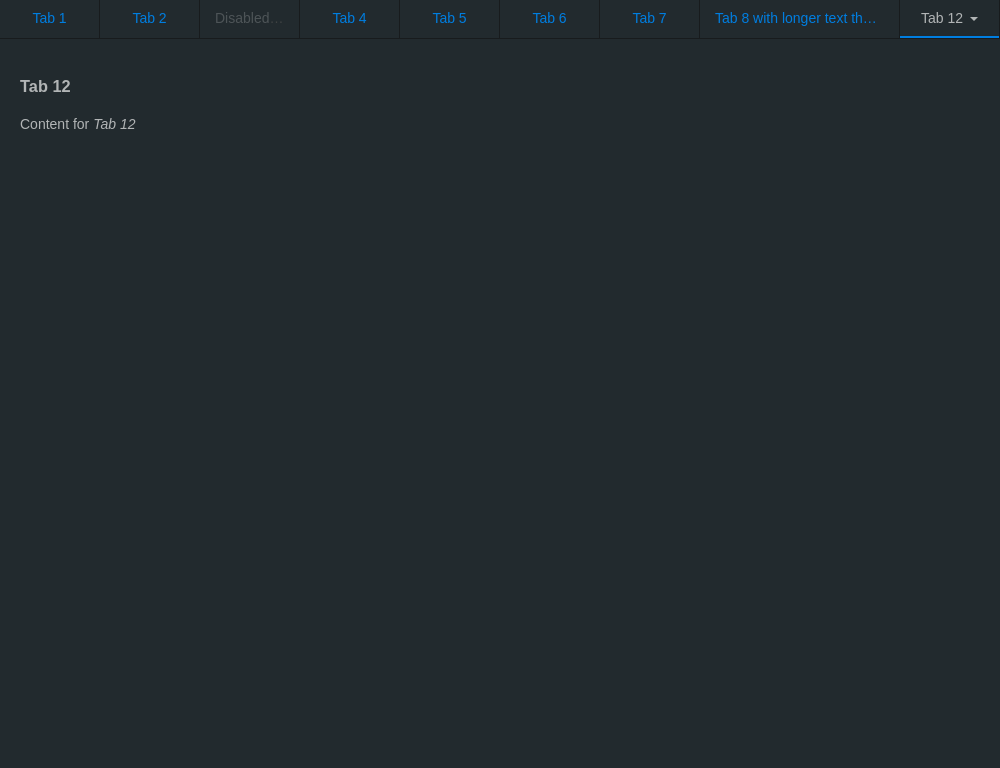 Tab 1 Tab 2 Disabled… Tab 4 Tab 5 Tab 6 Tab 7 Tab 8 with longer text th… Tab 12
Tab 12
Content for Tab 12